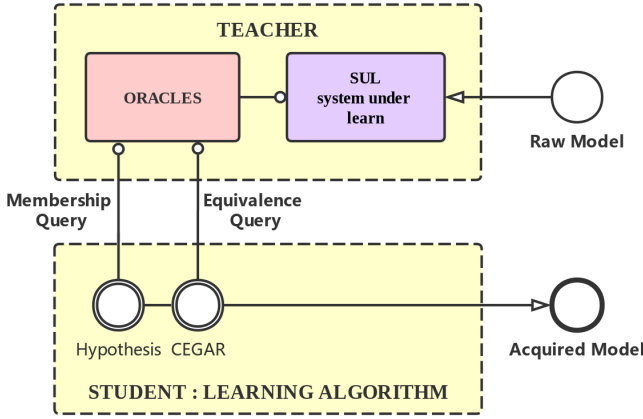 TEACHER
ORACLES
SUL
system under
learn
Raw Model
Membership
Query
Equivalence
Query
Hypothesis
CEGAR
Acquired Model
STUDENT : LEARNING ALGORITHM